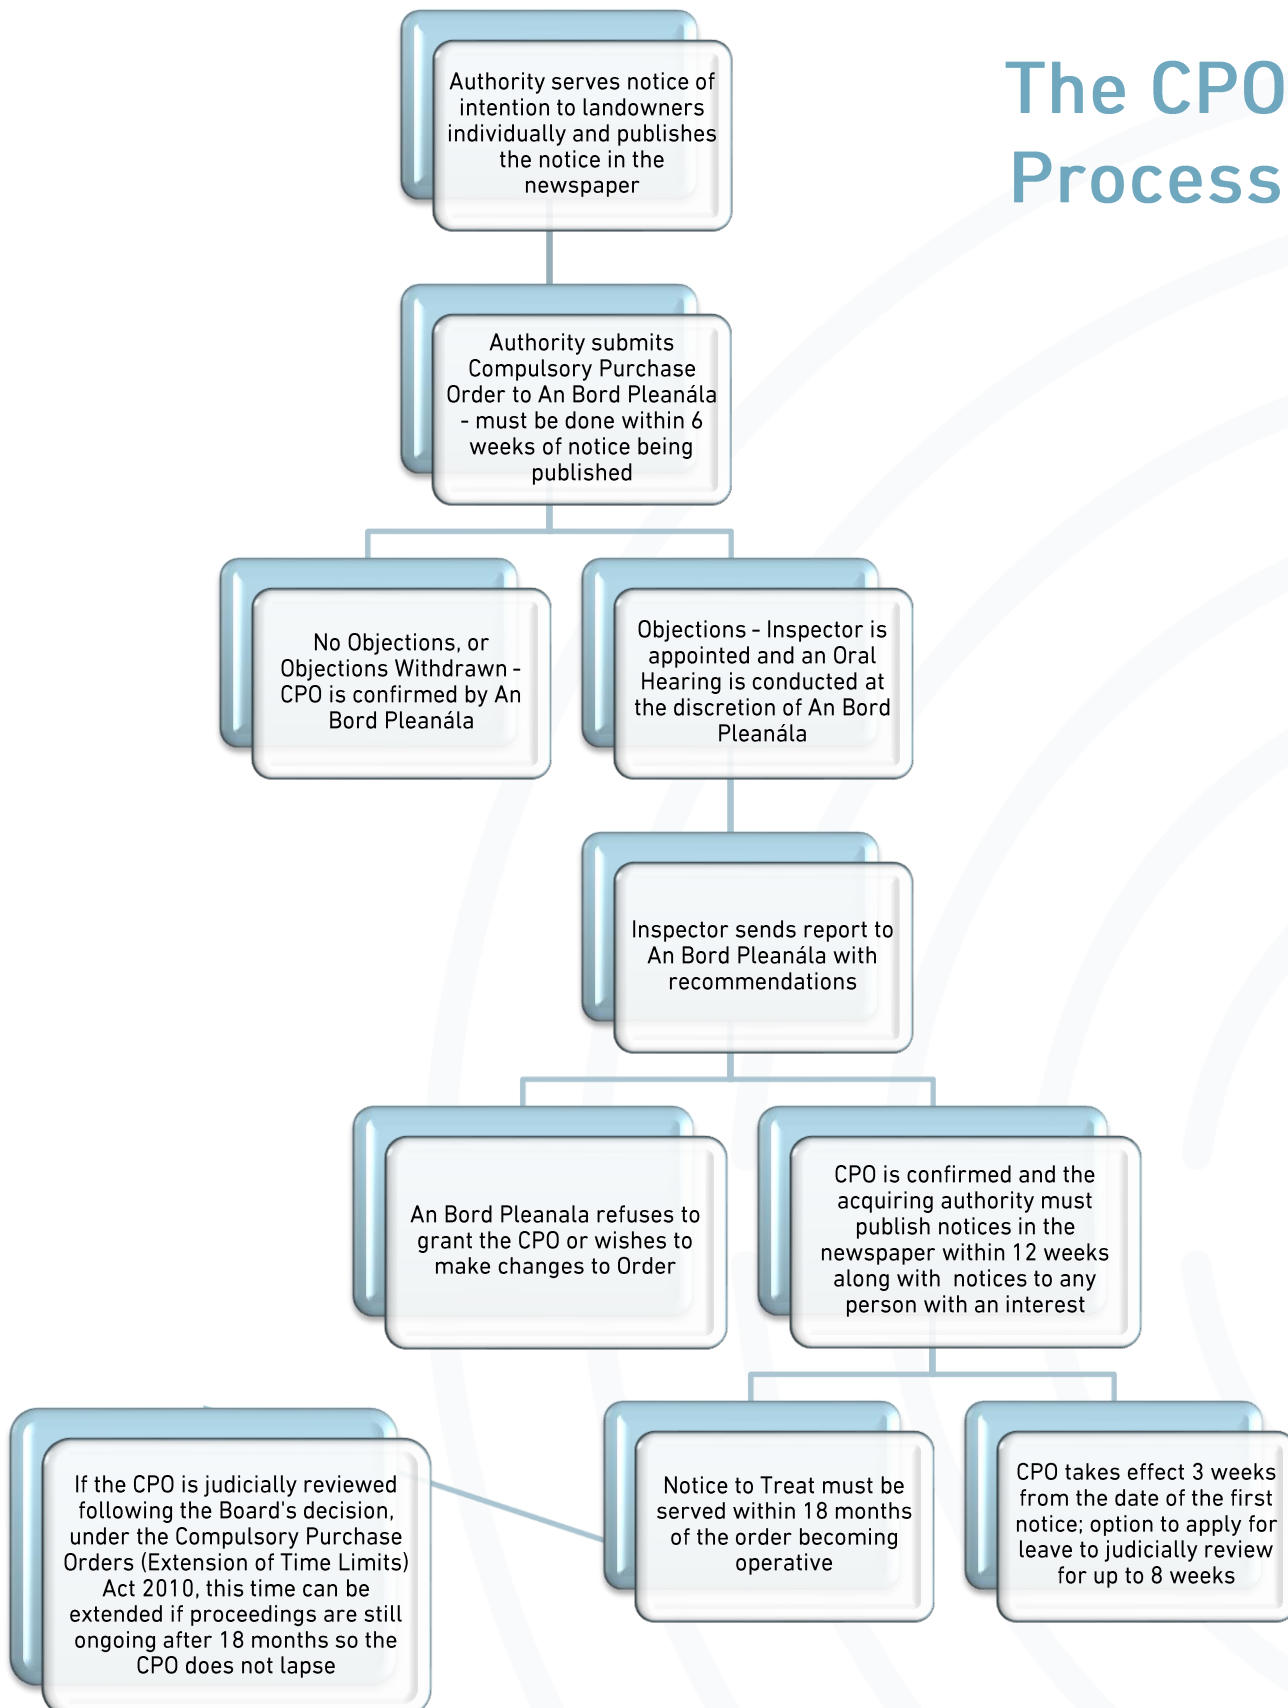 The CPO
Process
Authority serves notice of
intention to landowners
individually and publishes
the notice in the
newspaper
Authority submits
Compulsory Purchase
Order to An Bord Pleanála
- must be done within 6
weeks of notice being
published
No Objections, or
Objections Withdrawn -
CPO is confirmed by An
Bord Pleanála
Objections - Inspector is
appointed and an Oral
Hearing is conducted at
the discretion of An Bord
Pleanála
Inspector sends report to
An Bord Pleanála with
recommendations
An Bord Pleanala refuses to
grant the CPO or wishes to
make changes to Order
CPO is confirmed and the
acquiring authority must
publish notices in the
newspaper within 12 weeks
along with  notices to any
person with an interest
If the CPO is judicially reviewed
following the Board's decision,
under the Compulsory Purchase
Orders (Extension of Time Limits)
Act 2010, this time can be
extended if proceedings are still
ongoing after 18 months so the
CPO does not lapse
Notice to Treat must be
served within 18 months
of the order becoming
operative
CPO takes effect 3 weeks
from the date of the first
notice; option to apply for
leave to judicially review
for up to 8 weeks